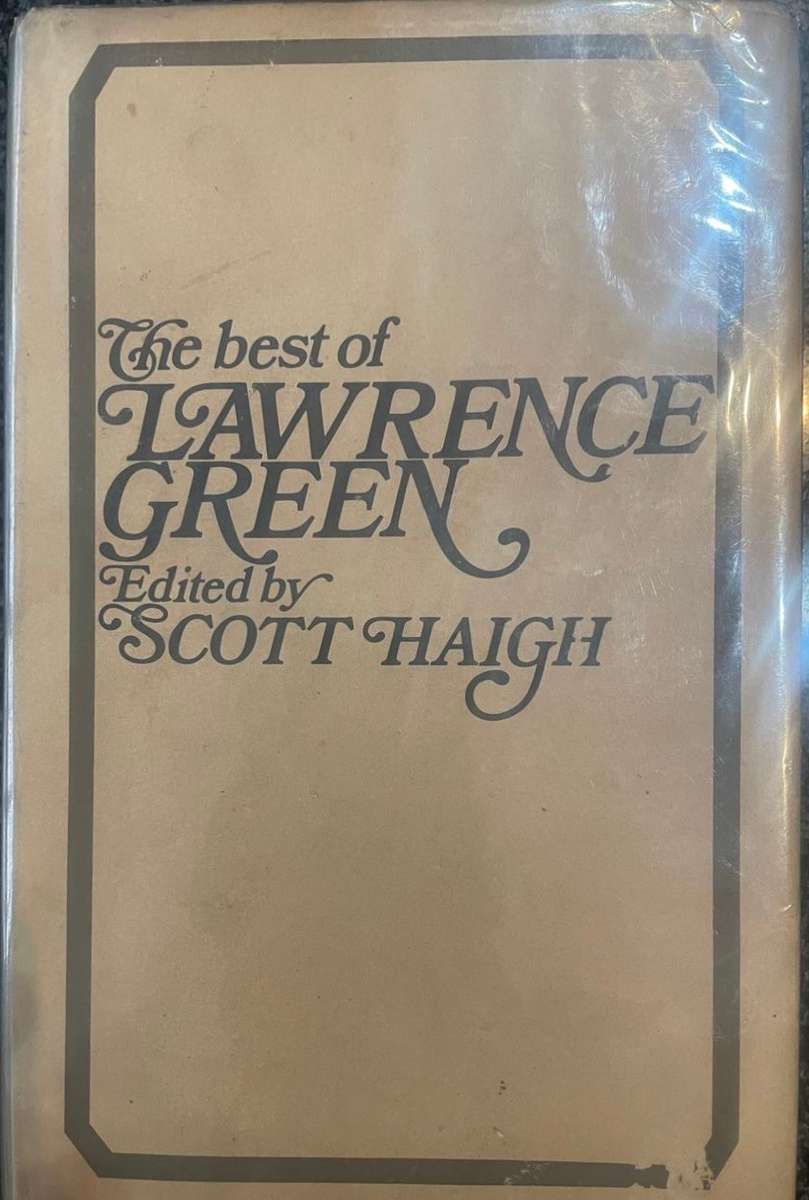 The best of
LAWRENCE
GREEN
Edited by
SCOTT HAIGH